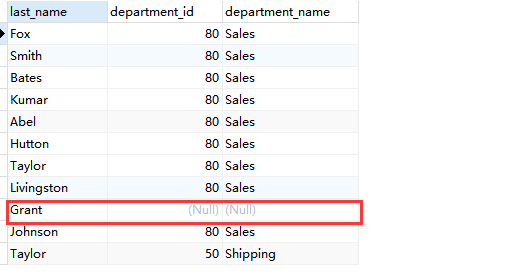 last_name department_id department_name
Fox 80 Sales
Smith 80 Sales
Bates 80 Sales
Kumar 80 Sales
Abel 80 Sales
Hutton 80 Sales
Taylor 80 Sales
Livingston 80 Sales
Grant (Null) (Null)
Johnson 80 Sales
Taylor 50 Shipping